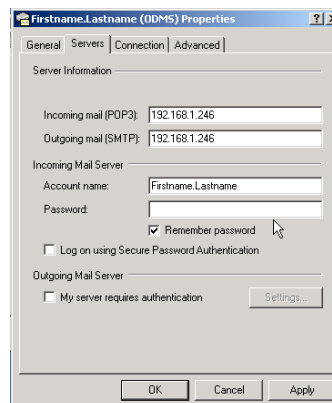 Firstname.Lastname (ODMS) Properties ?
General Servers Connection Advanced
Server Information
Incoming mail (POP3): 192.168.1.246
Outgoing mail (SMTP): 192.168.1.246
Incoming Mail Server
Account name: Firstname.Lastname
Password:
Remember password
Log on using Secure Password Authentication
Outgoing Mail Server
My server requires authentication Settings...
OK Cancel Apply